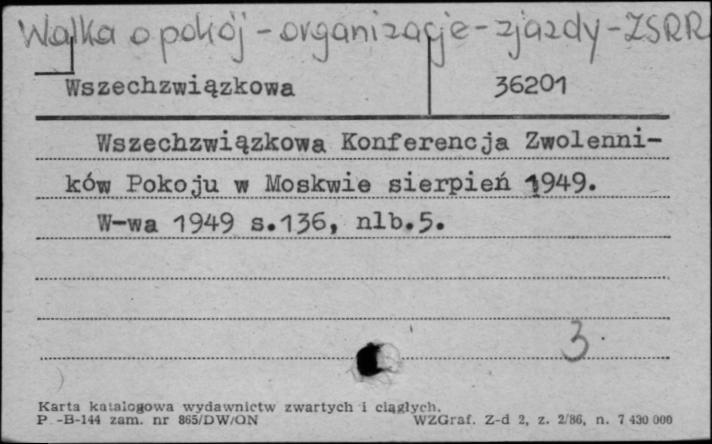 Walka o pokój - organizacje - zjazdy - ZSRR
Wszechzwiązkowa 36201
Wszechzwiązkowa Konferencja Zwolenni-
ków Pokoju w Moskwie sierpień 1949.
W-wa 1949 s.136, nlb.5.
3.
Karta katalogowa wydawnictw zwartych i ciągłych.
P.-B-144 zam. nr 865/DW/ON WZGraf. Z-d 2, z. 2/86, n. 7 430 000